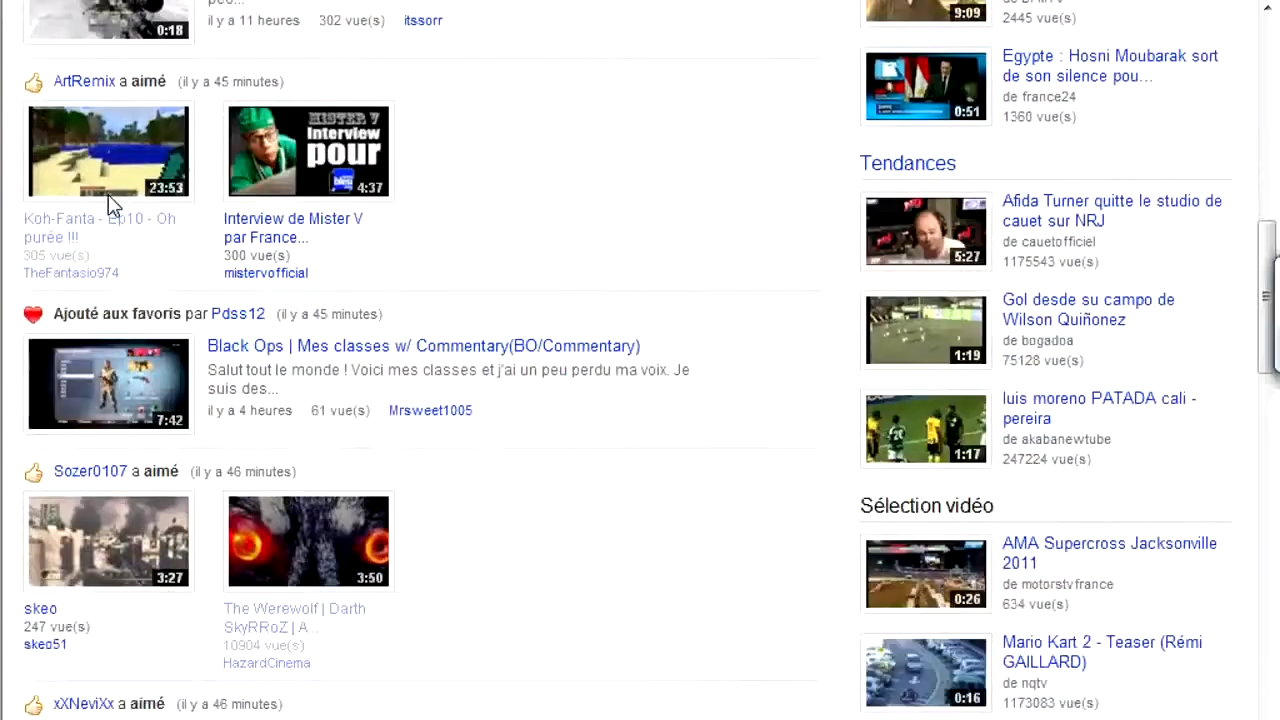 0:18
il y a 11 heures 302 vue(s) itssorr
ArtRemix a aimé (il y a 45 minutes)
23:53
MISTER V
Interview
pour
4:37
Koh-Fanta - Ep10 - Oh
purée !!!
305 vue(s)
TheFantasio974
Interview de Mister V
par France...
300 vue(s)
mistervofficial
Ajouté aux favoris par Pdss12 (il y a 45 minutes)
7:42
Black Ops | Mes classes w/ Commentary(BO/Commentary)
Salut tout le monde ! Voici mes classes et j'ai un peu perdu ma voix. Je
suis des...
il y a 4 heures 61 vue(s) Mrsweet1005
Sozer0107 a aimé (il y a 46 minutes)
3:27
3:50
skeo
247 vue(s)
skeo51
The Werewolf | Darth
SkyRRoZ | A...
10904 vue(s)
HazardCinema
xXNeviXx a aimé (il y a 46 minutes)
9:09
2445 vue(s)
0:51
Egypte : Hosni Moubarak sort
de son silence pou...
de france24
1360 vue(s)
Tendances
5:27
Afida Turner quitte le studio de
cauet sur NRJ
de cauetofficiel
1175543 vue(s)
1:19
Gol desde su campo de
Wilson Quiñonez
de bogadoa
75128 vue(s)
1:17
luis moreno PATADA cali -
pereira
de akabanewtube
247224 vue(s)
Sélection vidéo
0:26
AMA Supercross Jacksonville
2011
de motorstvfrance
634 vue(s)
0:16
Mario Kart 2 - Teaser (Rémi
GAILLARD)
de nqtv
1173083 vue(s)